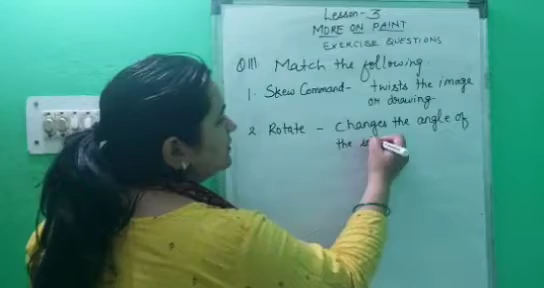 Lesson-3
MORE ON PAINT
EXERCISE QUESTIONS
QIII. Match the following
1. Skew Command - twists the image
or drawing
2. Rotate - Changes the angle of
the